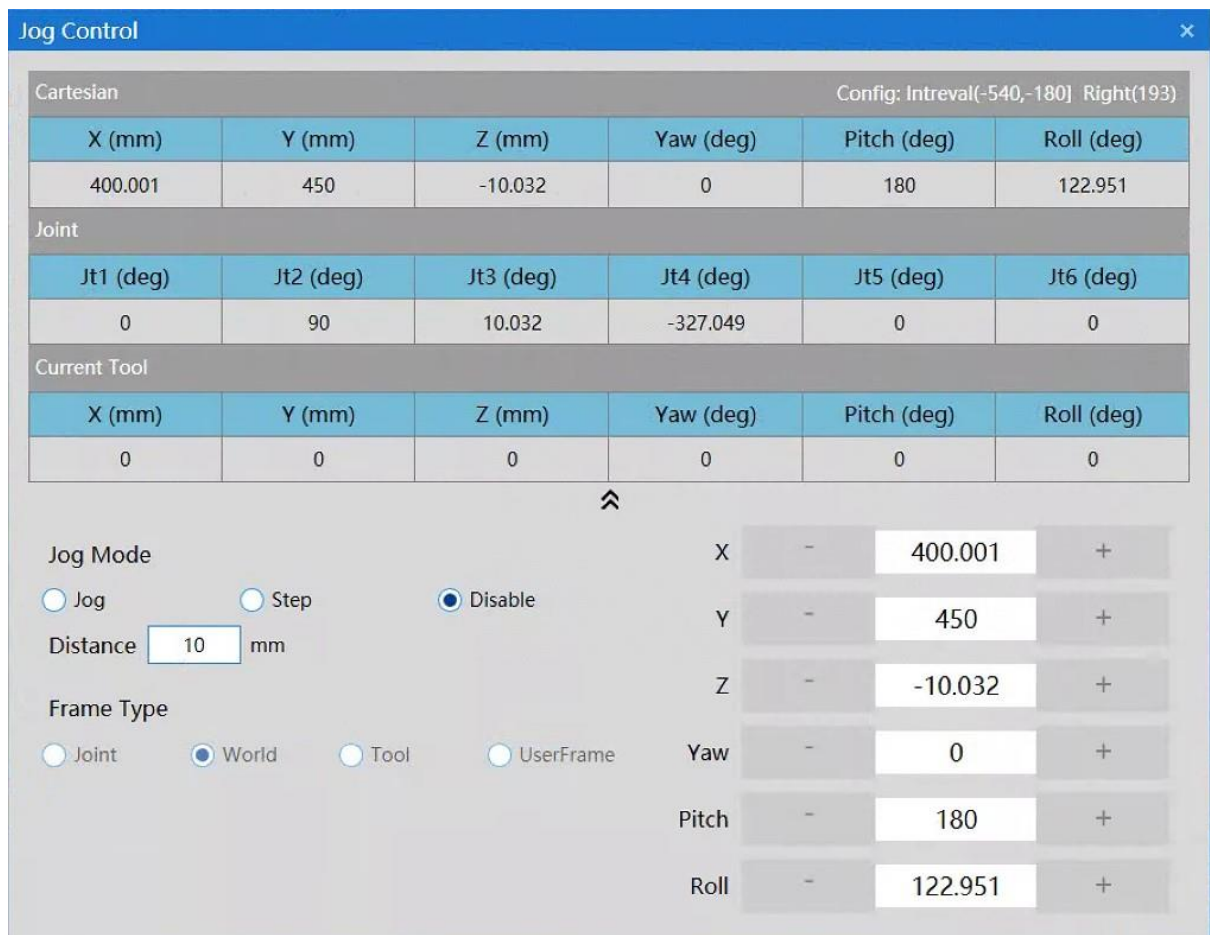 Jog Control ×
Cartesian Config: Intreval(-540,-180] Right(193)
X (mm) Y (mm) Z (mm) Yaw (deg) Pitch (deg) Roll (deg)
400.001 450 -10.032 0 180 122.951
Joint
Jt1 (deg) Jt2 (deg) Jt3 (deg) Jt4 (deg) Jt5 (deg) Jt6 (deg)
0 90 10.032 -327.049 0 0
Current Tool
X (mm) Y (mm) Z (mm) Yaw (deg) Pitch (deg) Roll (deg)
0 0 0 0 0 0
Jog Mode
Jog Step Disable
Distance 10 mm
Frame Type
Joint World Tool UserFrame
X - 400.001 +
Y - 450 +
Z - -10.032 +
Yaw - 0 +
Pitch - 180 +
Roll - 122.951 +